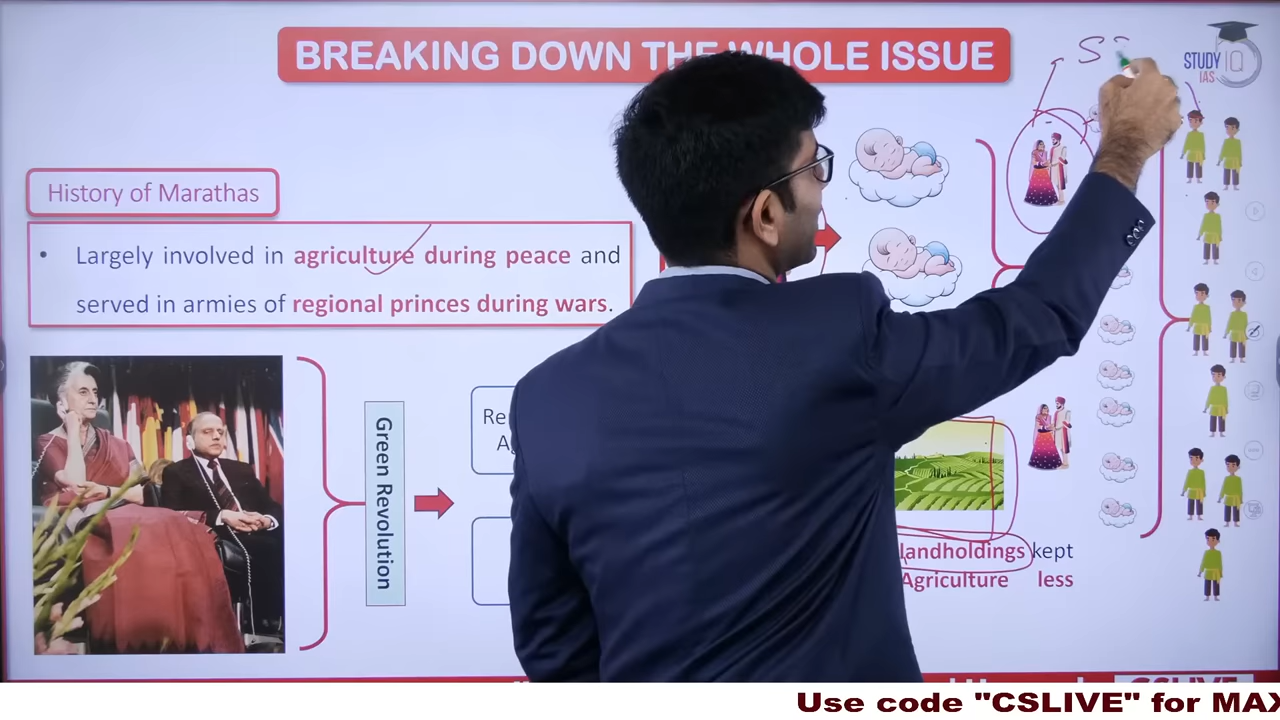 BREAKING DOWN THE WHOLE ISSUE
STUDY IQ
IAS
History of Marathas
• Largely involved in agriculture during peace and
served in armies of regional princes during wars.
Green Revolution
landholdings kept
Agriculture less
Use code "CSLIVE" for MAX